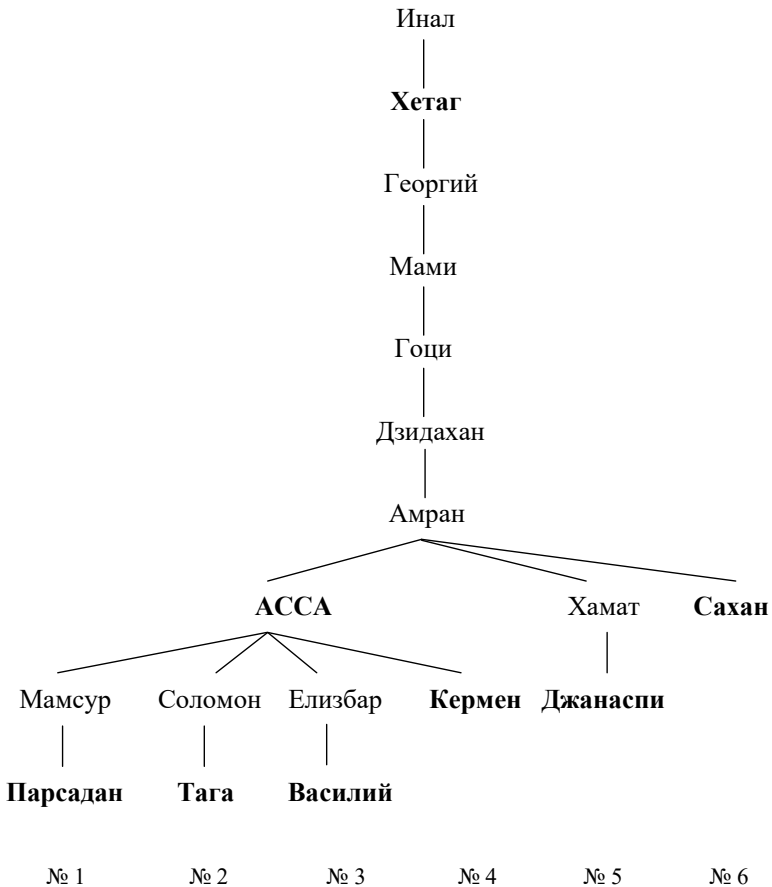 Инал
Хетаг
Георгий
Мами
Гоци
Дзидахан
Амран
АССА Хамат Сахан
Мамсур Соломон Елизбар Кермен Джанаспи
Парсадан Тага Василий
№ 1 № 2 № 3 № 4 № 5 № 6